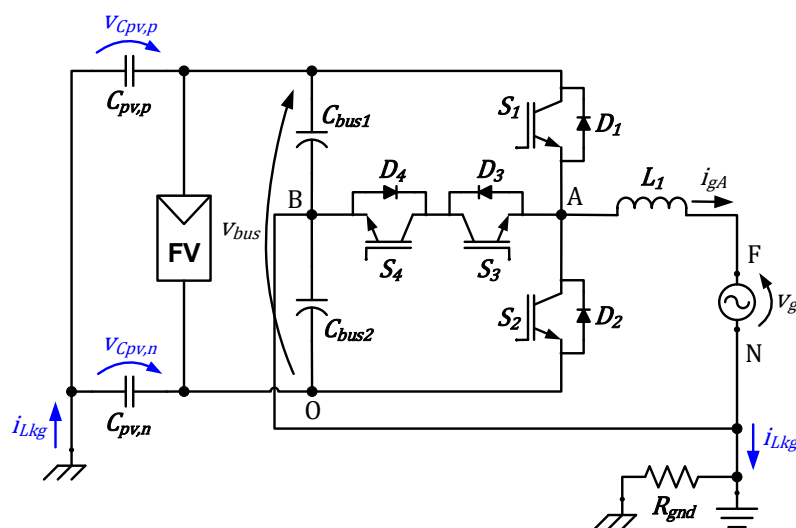 vCpv,p
Cpv,p
Cbus1
S1
D1
D4
D3
A
L1
igA
B
vbus
FV
S4
S3
F
vg
Cbus2
S2
D2
N
vCpv,n
O
iLkg
Cpv,n
iLkg
Rgnd